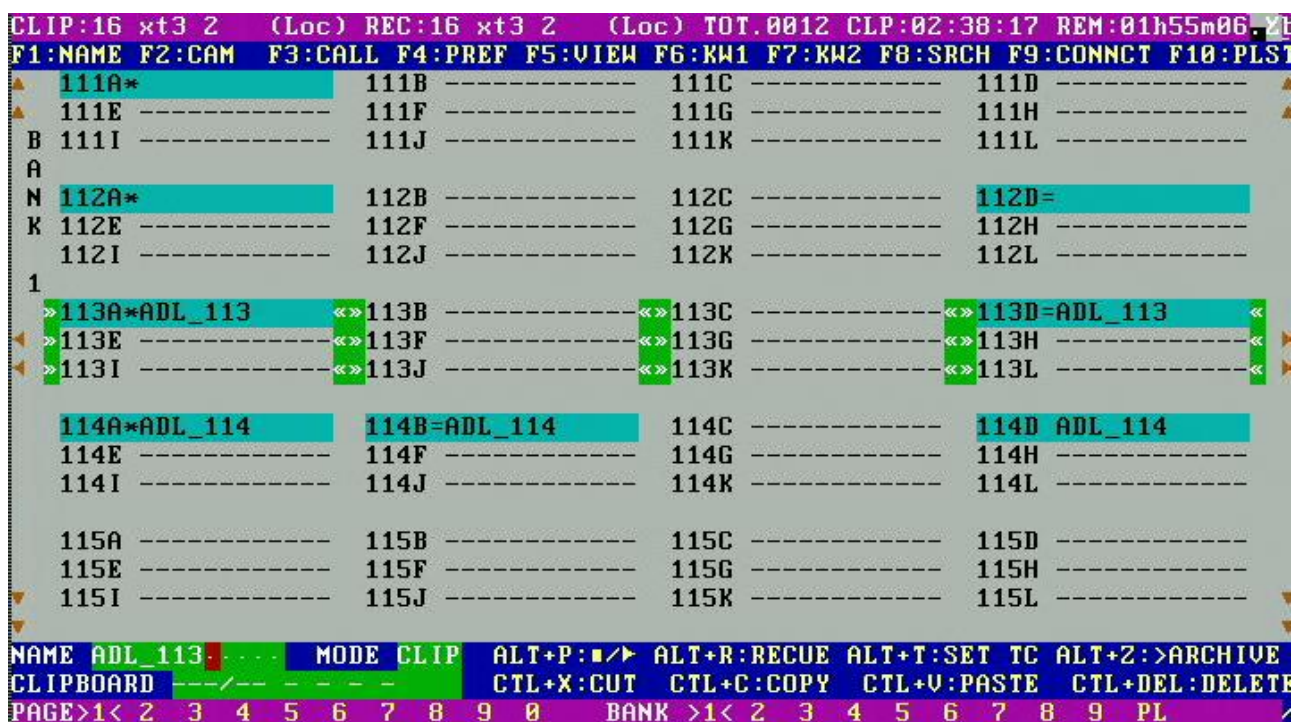 CLIP:16 xt3 2 (Loc) REC:16 xt3 2 (Loc) TOT.0012 CLP:02:38:17 REM:01h55m06
F1:NAME F2:CAM F3:CALL F4:PREF F5:VIEW F6:KW1 F7:KW2 F8:SRCH F9:CONNCT F10:PLST
111A* 111B ------------ 111C ------------ 111D ------------
111E ------------ 111F ------------ 111G ------------ 111H ------------
B 111I ------------ 111J ------------ 111K ------------ 111L ------------
A
N 112A* 112B ------------ 112C ------------ 112D=
K 112E ------------ 112F ------------ 112G ------------ 112H ------------
112I ------------ 112J ------------ 112K ------------ 112L ------------
1
»113A*ADL_113 «»113B ------------«»113C ------------«»113D=ADL_113 «
»113E ------------«»113F ------------«»113G ------------«»113H ------------«
»113I ------------«»113J ------------«»113K ------------«»113L ------------«
114A*ADL_114 114B=ADL_114 114C ------------ 114D ADL_114
114E ------------ 114F ------------ 114G ------------ 114H ------------
114I ------------ 114J ------------ 114K ------------ 114L ------------
115A ------------ 115B ------------ 115C ------------ 115D ------------
115E ------------ 115F ------------ 115G ------------ 115H ------------
115I ------------ 115J ------------ 115K ------------ 115L ------------
NAME ADL_113..... MODE CLIP ALT+P:■/► ALT+R:RECUE ALT+T:SET TC ALT+Z:>ARCHIVE
CLIPBOARD ---/-- - - - - - CTL+X:CUT CTL+C:COPY CTL+V:PASTE CTL+DEL:DELETE
PAGE>1< 2 3 4 5 6 7 8 9 0 BANK >1< 2 3 4 5 6 7 8 9 PL